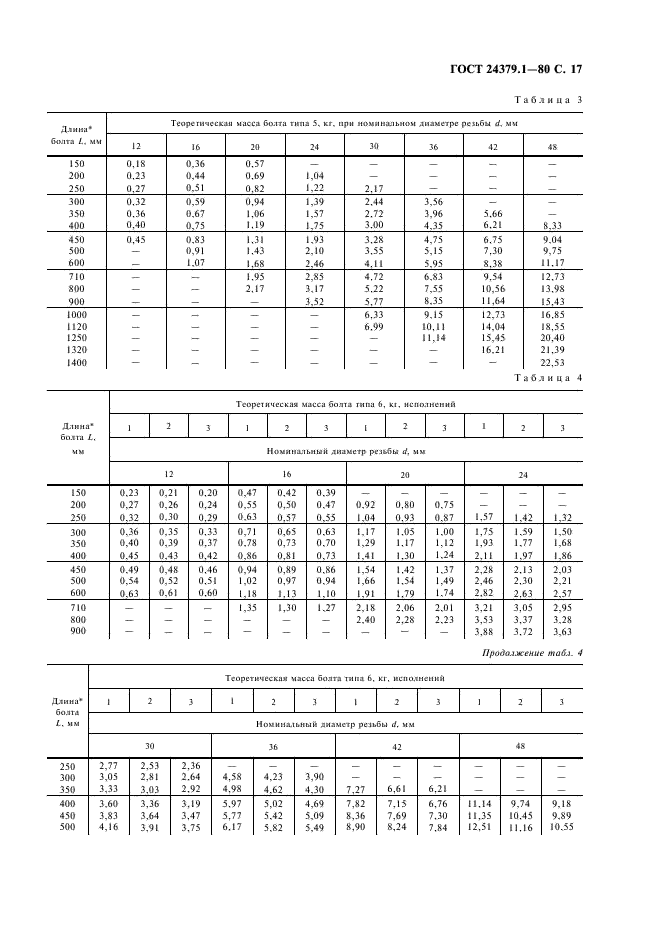 ГОСТ 24379.1—80 С. 17
Таблица 3
Длина* болта L, мм
Теоретическая масса болта типа 5, кг, при номинальном диаметре резьбы d, мм
12 16 20 24 30 36 42 48
150 0,18 0,36 0,57 — — — — —
200 0,23 0,44 0,69 1,04 — — — —
250 0,27 0,51 0,82 1,22 2,17 — — —
300 0,32 0,59 0,94 1,39 2,44 3,56 — —
350 0,36 0,67 1,06 1,57 2,72 3,96 5,66 —
400 0,40 0,75 1,19 1,75 3,00 4,35 6,21 8,33
450 0,45 0,83 1,31 1,93 3,28 4,75 6,75 9,04
500 — 0,91 1,43 2,10 3,55 5,15 7,30 9,75
600 — 1,07 1,68 2,46 4,11 5,95 8,38 11,17
710 — — 1,95 2,85 4,72 6,83 9,54 12,73
800 — — 2,17 3,17 5,22 7,55 10,56 13,98
900 — — — 3,52 5,77 8,35 11,64 15,43
1000 — — — — 6,33 9,15 12,73 16,85
1120 — — — — 6,99 10,11 14,04 18,55
1250 — — — — — 11,14 15,45 20,40
1320 — — — — — — 16,21 21,39
1400 — — — — — — — 22,53
Таблица 4
Длина* болта L, мм
Теоретическая масса болта типа 6, кг, исполнений
1 2 3 1 2 3 1 2 3 1 2 3
Номинальный диаметр резьбы d, мм
12 16 20 24
150 0,23 0,21 0,20 0,47 0,42 0,39 — — — — — —
200 0,27 0,26 0,24 0,55 0,50 0,47 0,92 0,80 0,75 — — —
250 0,32 0,30 0,29 0,63 0,57 0,55 1,04 0,93 0,87 1,57 1,42 1,32
300 0,36 0,35 0,33 0,71 0,65 0,63 1,17 1,05 1,00 1,75 1,59 1,50
350 0,40 0,39 0,37 0,78 0,73 0,70 1,29 1,17 1,12 1,93 1,77 1,68
400 0,45 0,43 0,42 0,86 0,81 0,73 1,41 1,30 1,24 2,11 1,97 1,86
450 0,49 0,48 0,46 0,94 0,89 0,86 1,54 1,42 1,37 2,28 2,13 2,03
500 0,54 0,52 0,51 1,02 0,97 0,94 1,66 1,54 1,49 2,46 2,30 2,21
600 0,63 0,61 0,60 1,18 1,13 1,10 1,91 1,79 1,74 2,82 2,63 2,57
710 — — — 1,35 1,30 1,27 2,18 2,06 2,01 3,21 3,05 2,95
800 — — — — — — 2,40 2,28 2,23 3,53 3,37 3,28
900 — — — — — — — — — 3,88 3,72 3,63
Продолжение табл. 4
Длина* болта L, мм
Теоретическая масса болта типа 6, кг, исполнений
1 2 3 1 2 3 1 2 3 1 2 3
Номинальный диаметр резьбы d, мм
30 36 42 48
250 2,77 2,53 2,36 — — — — — — — — —
300 3,05 2,81 2,64 4,58 4,23 3,90 — — — — — —
350 3,33 3,03 2,92 4,98 4,62 4,30 7,27 6,61 6,21 — — —
400 3,60 3,36 3,19 5,97 5,02 4,69 7,82 7,15 6,76 11,14 9,74 9,18
450 3,83 3,64 3,47 5,77 5,42 5,09 8,36 7,69 7,30 11,35 10,45 9,89
500 4,16 3,91 3,75 6,17 5,82 5,49 8,90 8,24 7,84 12,51 11,16 10,55